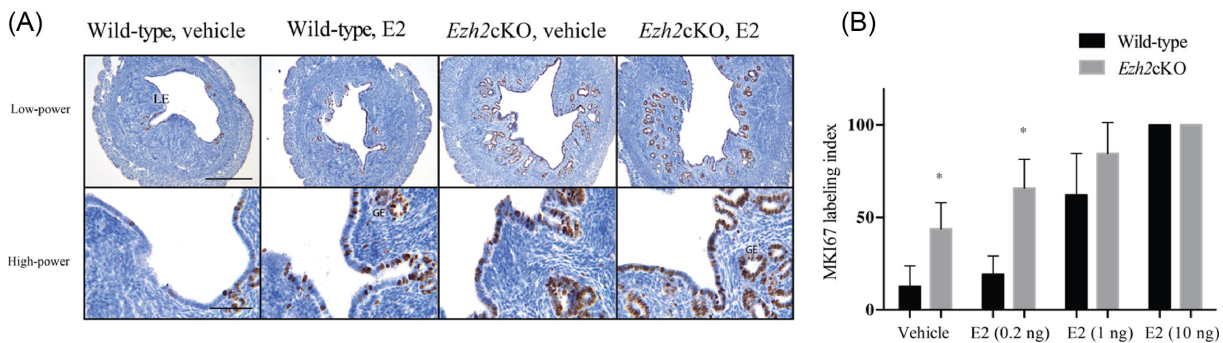 (A)
Wild-type, vehicle Wild-type, E2 Ezh2cKO, vehicle Ezh2cKO, E2
Low-power
LE
High-power
GE
GE
(B)
Wild-type
Ezh2cKO
MKI67 labeling index
100
50
0
*
*
Vehicle E2 (0.2 ng) E2 (1 ng) E2 (10 ng)